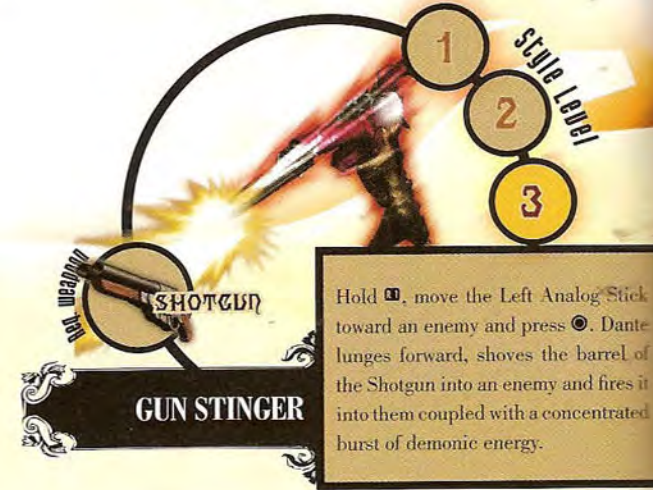 1
Style Level
2
3
Req. Weapon
SHOTGUN
GUN STINGER
Hold R1, move the Left Analog Stick
toward an enemy and press ●. Dante
lunges forward, shoves the barrel of
the Shotgun into an enemy and fires it
into them coupled with a concentrated
burst of demonic energy.